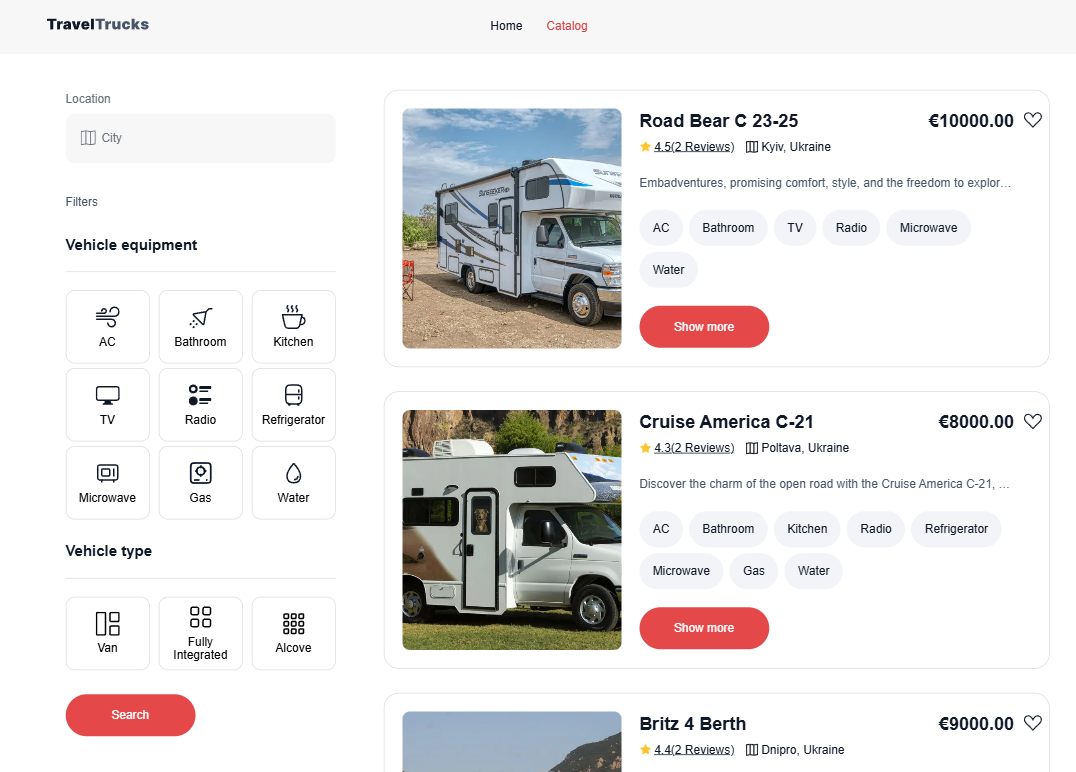 TravelTrucks
Home Catalog
Location
City
Filters
Vehicle equipment
AC Bathroom Kitchen
TV Radio Refrigerator
Microwave Gas Water
Vehicle type
Van Fully Integrated Alcove
Search
Road Bear C 23-25 €10000.00
4.5(2 Reviews) Kyiv, Ukraine
Embadventures, promising comfort, style, and the freedom to explor...
AC Bathroom TV Radio Microwave
Water
Show more
Cruise America C-21 €8000.00
4.3(2 Reviews) Poltava, Ukraine
Discover the charm of the open road with the Cruise America C-21, ...
AC Bathroom Kitchen Radio Refrigerator
Microwave Gas Water
Show more
Britz 4 Berth €9000.00
4.4(2 Reviews) Dnipro, Ukraine